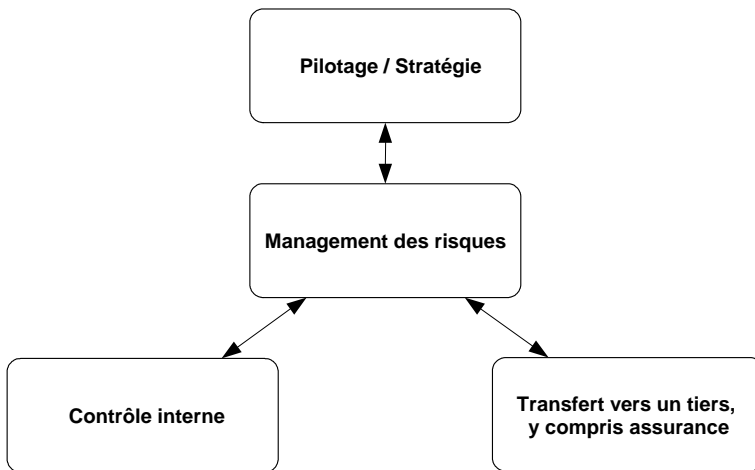 Pilotage / Stratégie
Management des risques
Contrôle interne
Transfert vers un tiers,
y compris assurance